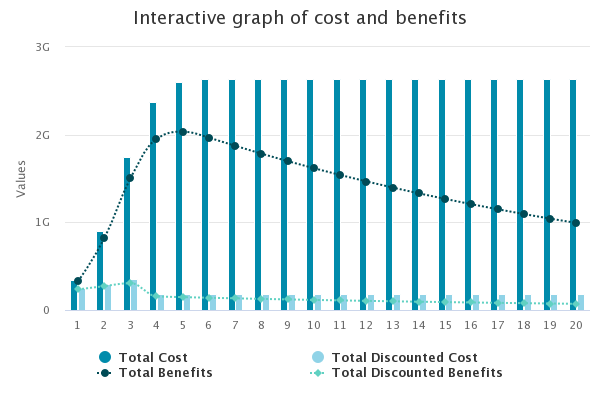 Interactive graph of cost and benefits
3G
2G
1G
0
Values
1 2 3 4 5 6 7 8 9 10 11 12 13 14 15 16 17 18 19 20
Total Cost Total Discounted Cost
Total Benefits Total Discounted Benefits